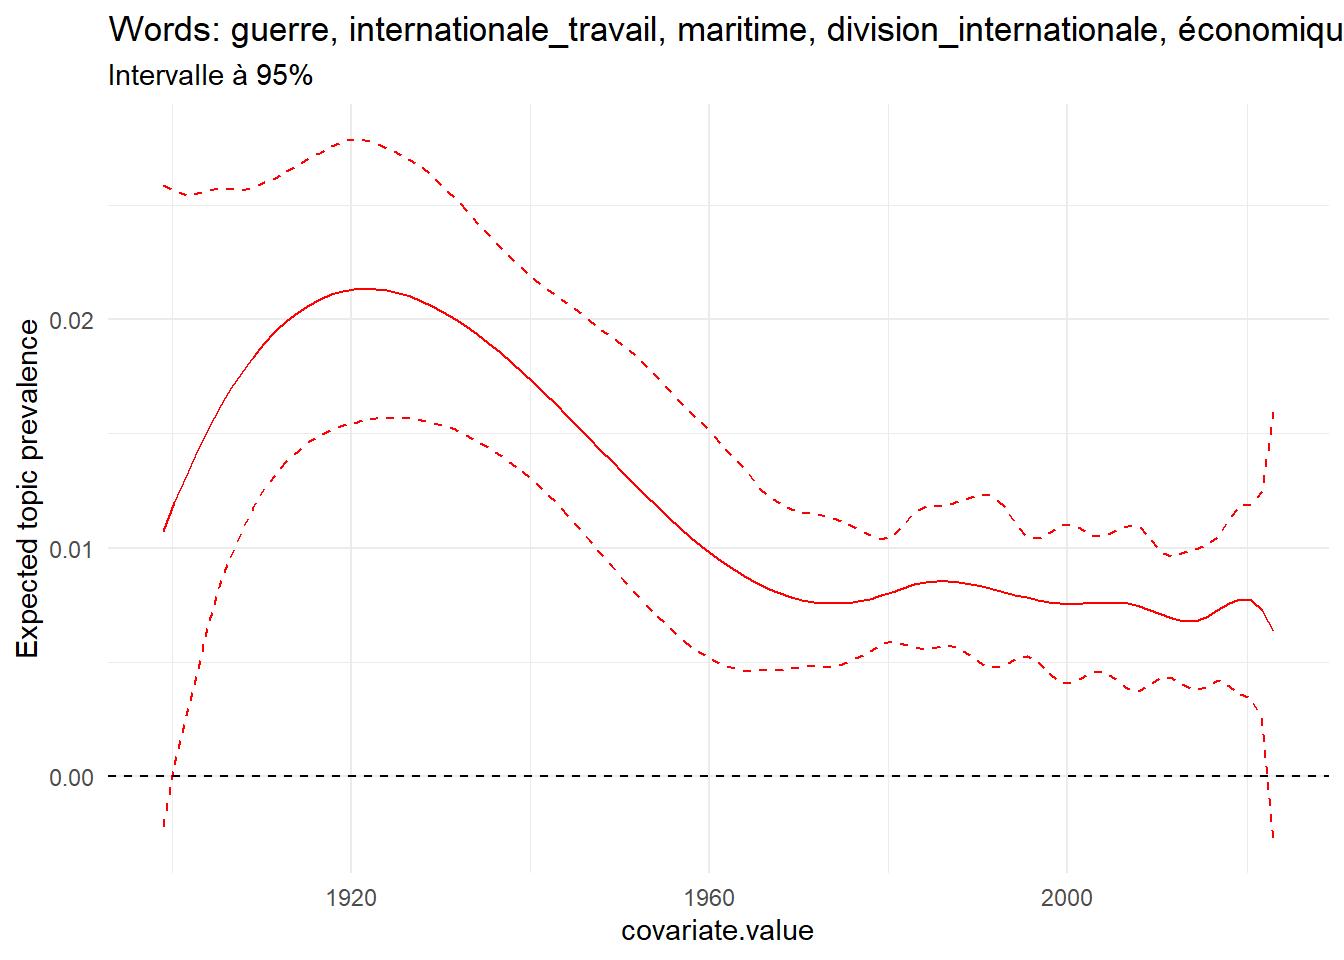 Words: guerre, internationale_travail, maritime, division_internationale, économiqu
Intervalle à 95%
Expected topic prevalence
0.02
0.01
0.00
1920 1960 2000
covariate.value